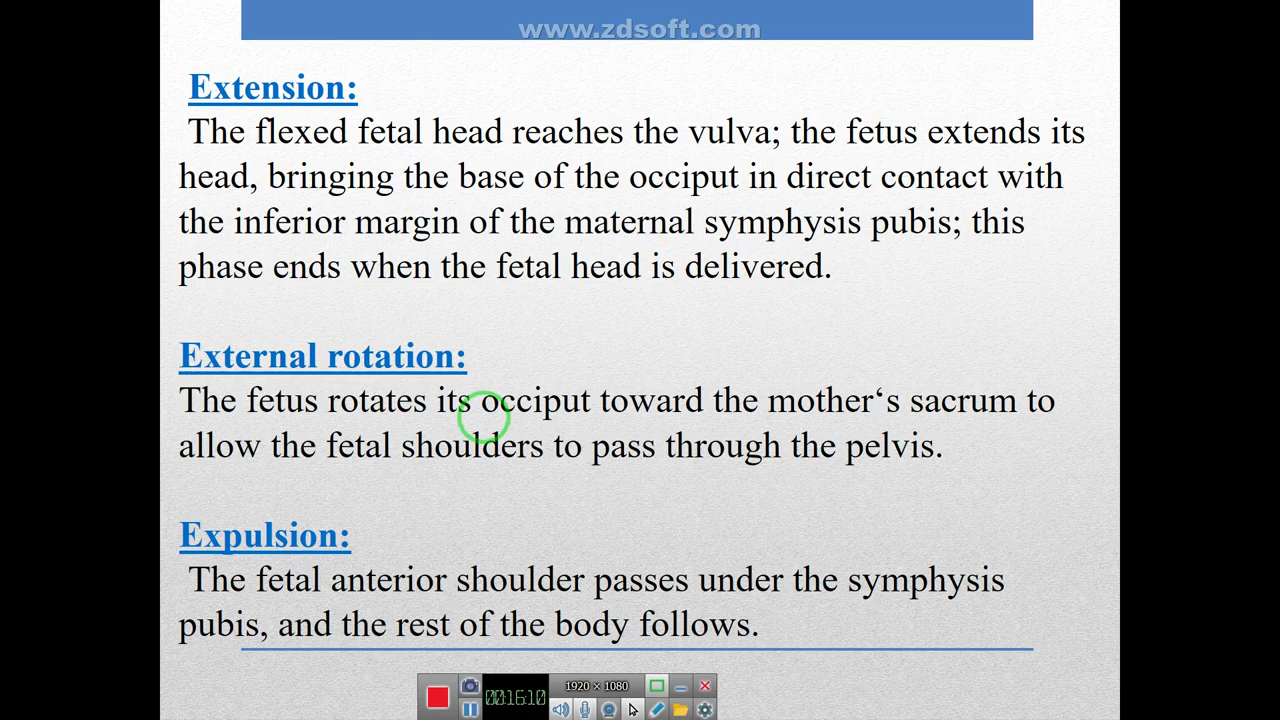 www.zdsoft.com
Extension:
The flexed fetal head reaches the vulva; the fetus extends its
head, bringing the base of the occiput in direct contact with
the inferior margin of the maternal symphysis pubis; this
phase ends when the fetal head is delivered.
External rotation:
The fetus rotates its occiput toward the mother‘s sacrum to
allow the fetal shoulders to pass through the pelvis.
Expulsion:
The fetal anterior shoulder passes under the symphysis
pubis, and the rest of the body follows.
00:16:10
1920 × 1080